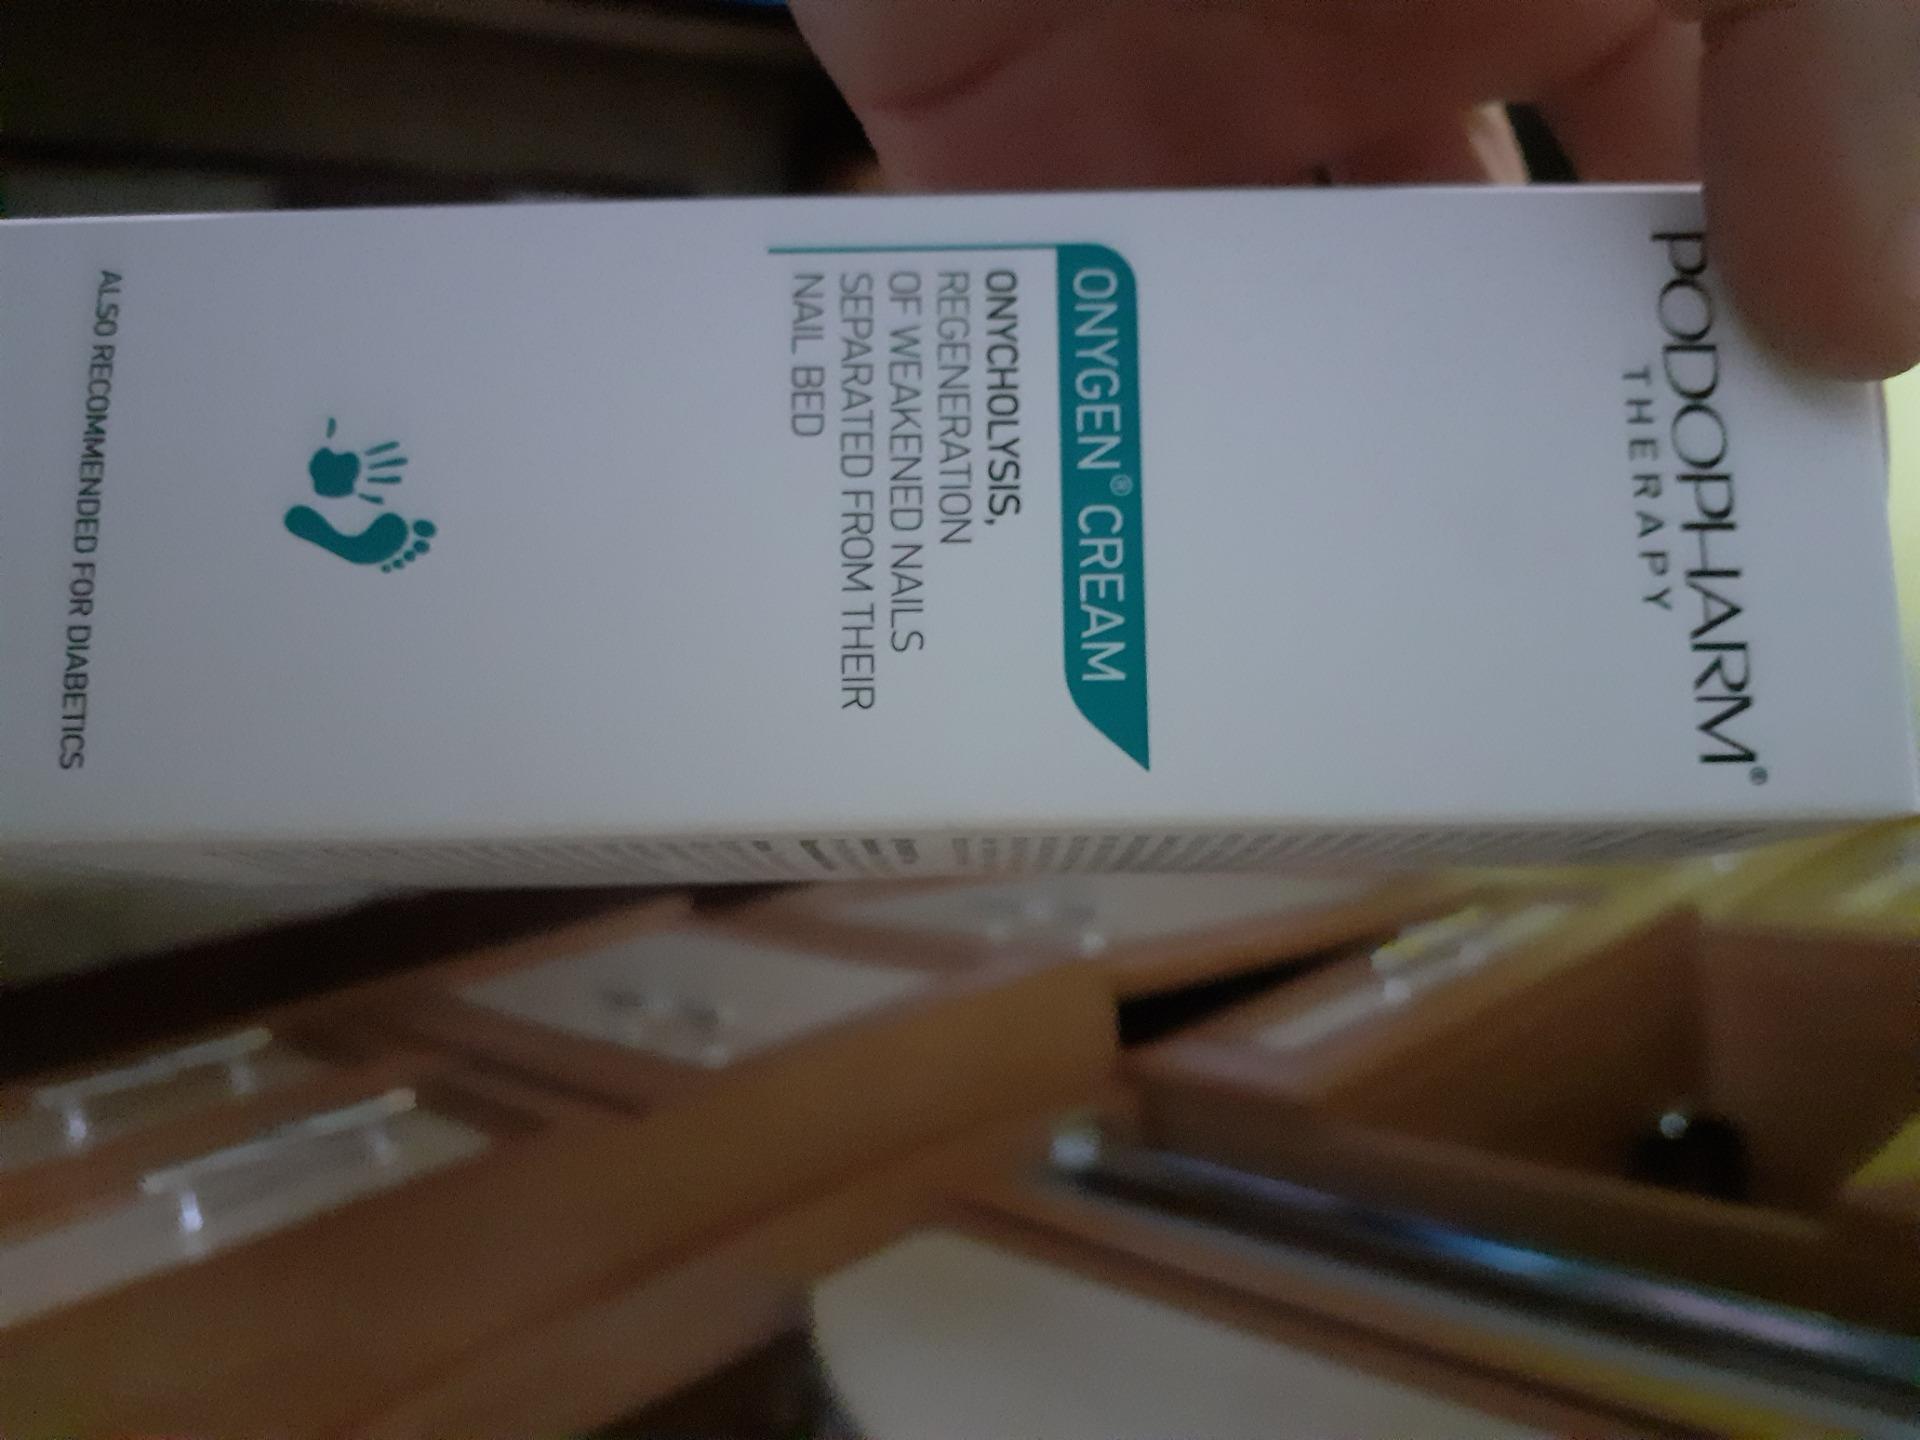 PODOPHARM®
THERAPY
ONYGEN® CREAM
ONYCHOLYSIS,
REGENERATION
OF WEAKENED NAILS
SEPARATED FROM THEIR
NAIL BED
ALSO RECOMMENDED FOR DIABETICS